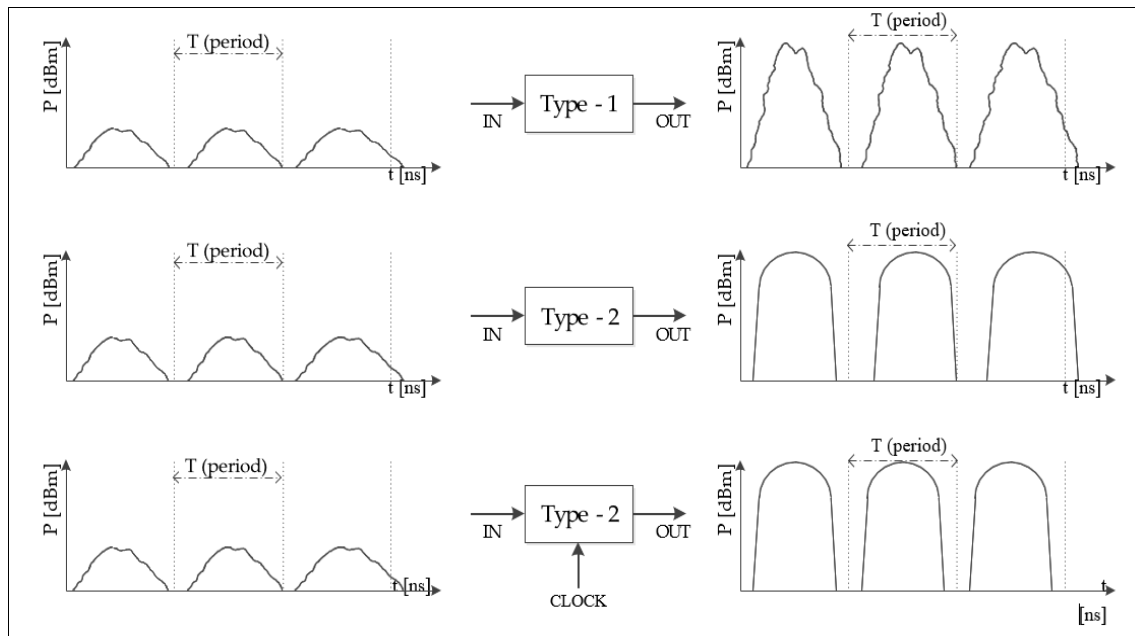 T (period)
P [dBm]
t [ns]
IN
Type - 1
OUT
T (period)
P [dBm]
t [ns]
T (period)
P [dBm]
t [ns]
IN
Type - 2
OUT
T (period)
P [dBm]
t [ns]
T (period)
P [dBm]
t [ns]
IN
Type - 2
OUT
CLOCK
T (period)
P [dBm]
t
[ns]